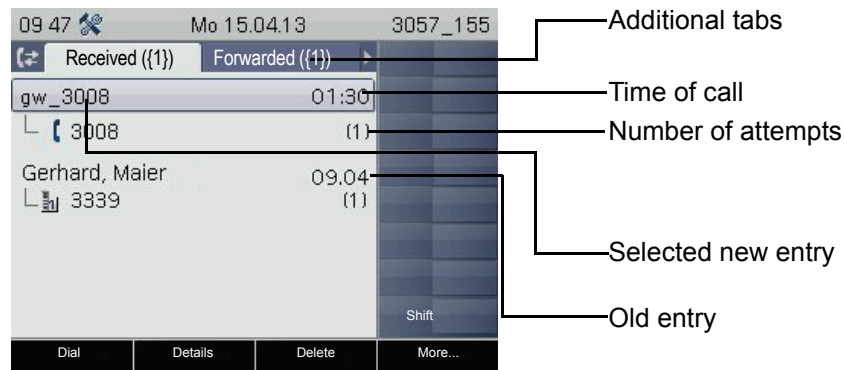 09 47 Mo 15.04.13 3057_155
Additional tabs
Received ({1}) Forwarded ({1})
gw_3008 01:30
Time of call
3008 (1)
Number of attempts
Gerhard, Maier 09.04
3339 (1)
Selected new entry
Shift
Old entry
Dial Details Delete More...